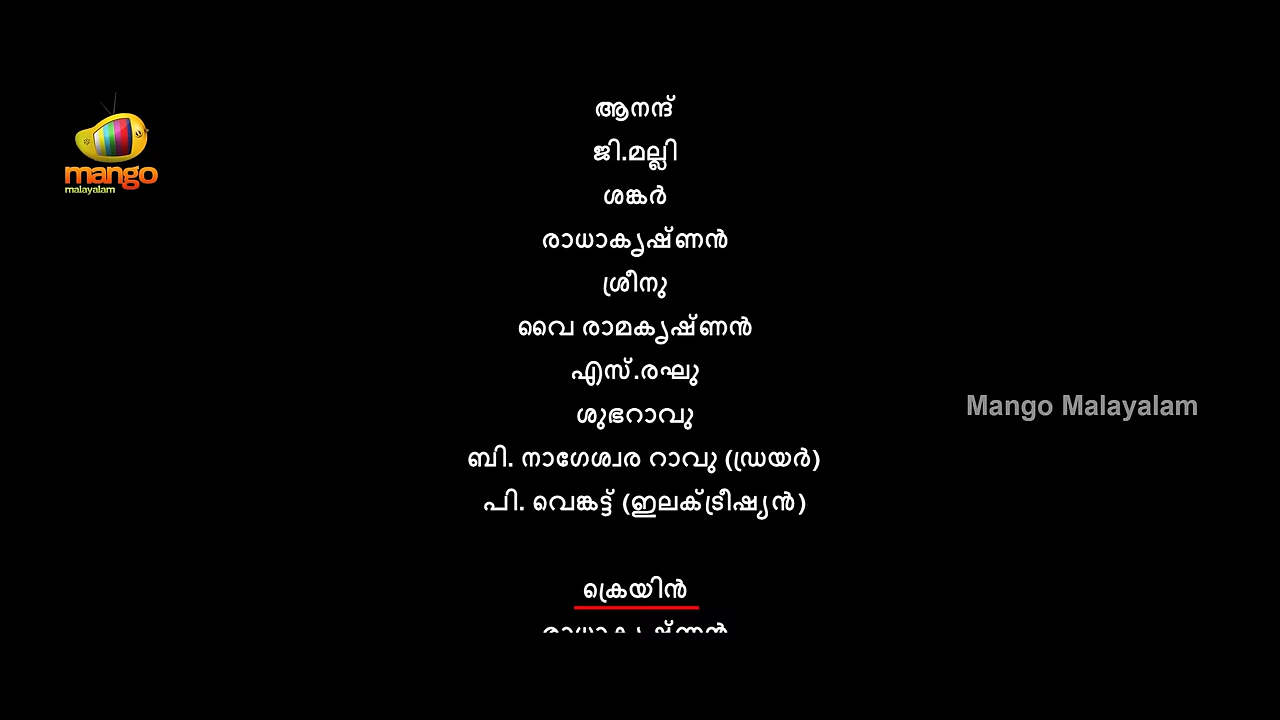 mango
malayalam
ആനന്ദ്
ജി.മല്ലി
ശങ്കർ
രാധാകൃഷ്ണൻ
ശ്രീനു
വൈ രാമകൃഷ്ണൻ
എസ്.രഘു
ശുഭറാവു
Mango Malayalam
ബി. നാഗേശ്വര റാവു (ഡ്രയർ)
പി. വെങ്കട്ട് (ഇലക്ട്രീഷ്യൻ)
ക്രെയിൻ